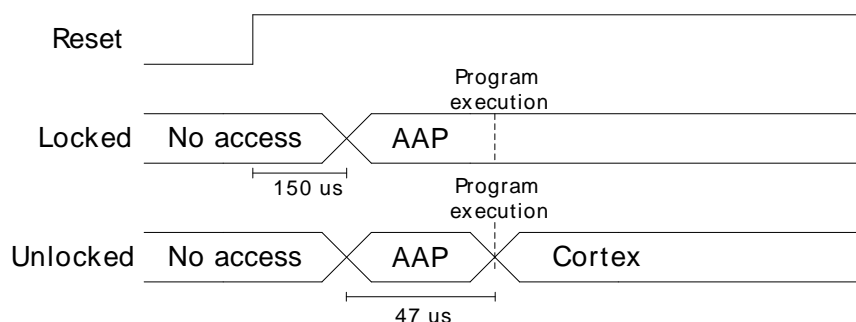 Reset
Program
execution
Locked No access AAP
150 us
Program
execution
Unlocked No access AAP Cortex
47 us